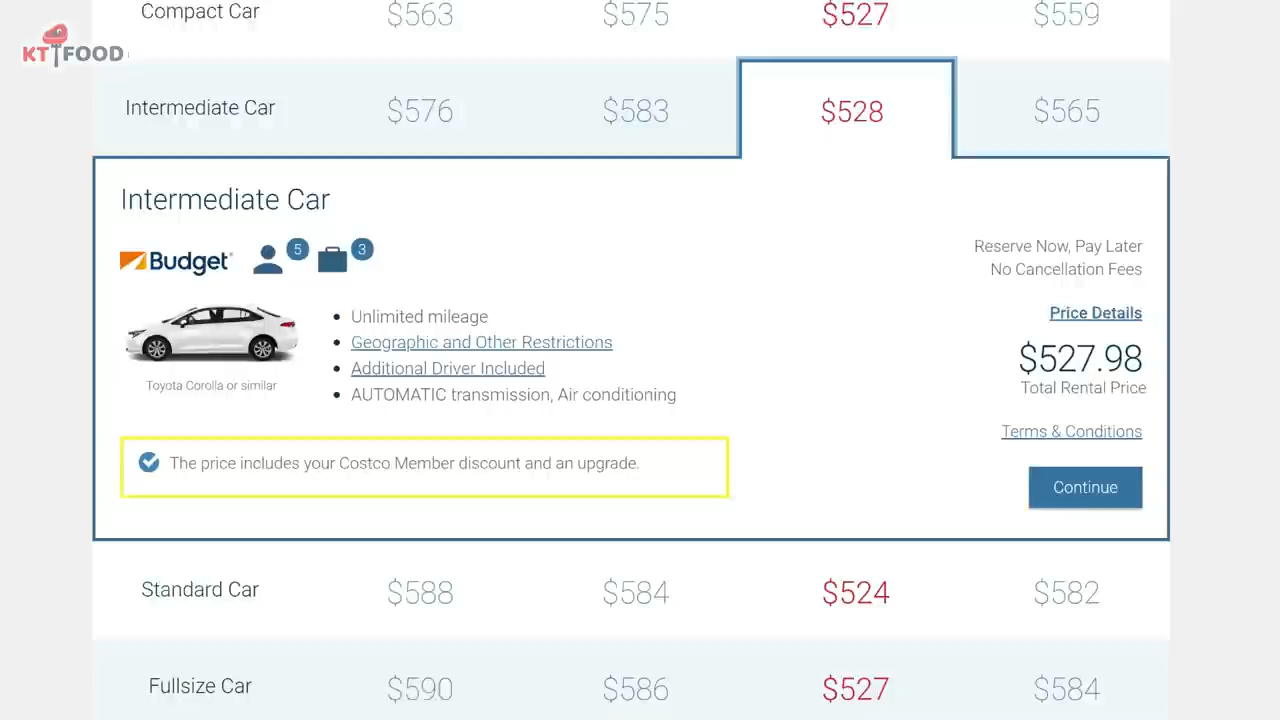 Compact Car $563 $575 $527 $559
KT FOOD
Intermediate Car $576 $583 $528 $565
Intermediate Car
Budget 5 3
Reserve Now, Pay Later
No Cancellation Fees
Unlimited mileage
Price Details
Geographic and Other Restrictions
$527.98
Additional Driver Included
Toyota Corolla or similar
Total Rental Price
AUTOMATIC transmission, Air conditioning
Terms & Conditions
The price includes your Costco Member discount and an upgrade.
Continue
Standard Car $588 $584 $524 $582
Fullsize Car $590 $586 $527 $584